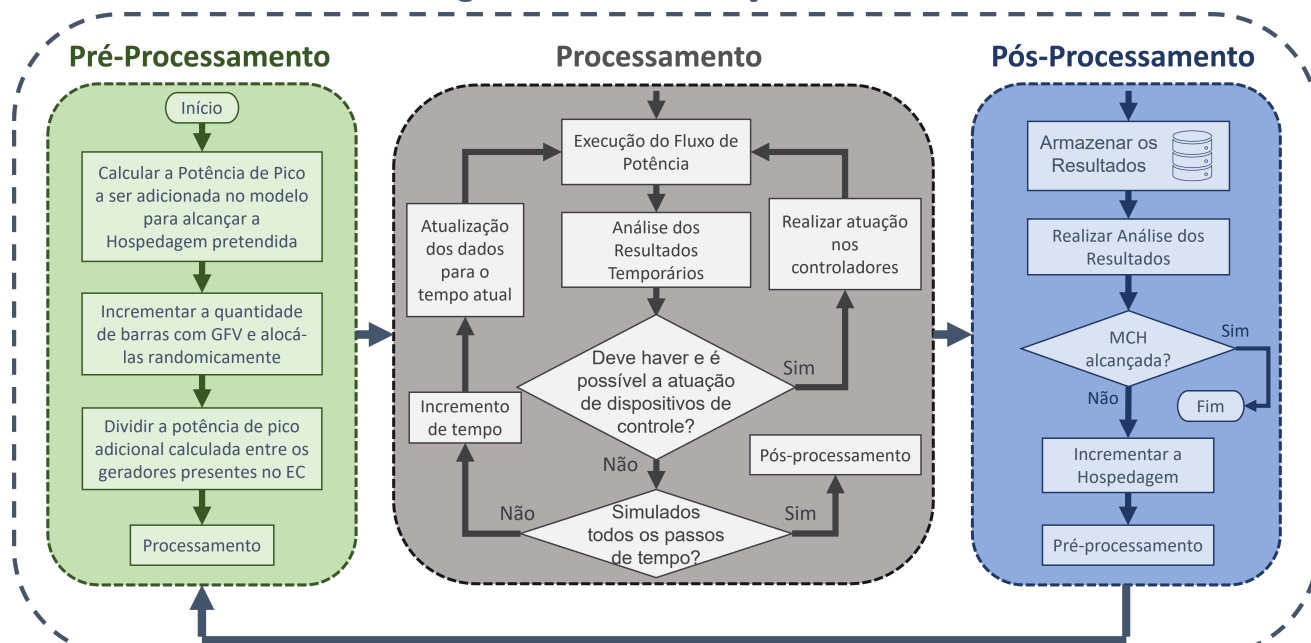 Pré-Processamento
Início
Calcular a Potência de Pico
a ser adicionada no modelo
para alcançar a
Hospedagem pretendida
Incrementar a quantidade
de barras com GFV e alocá-
las randomicamente
Dividir a potência de pico
adicional calculada entre os
geradores presentes no EC
Processamento
Processamento
Execução do Fluxo de
Potência
Atualização
dos dados
para o
tempo atual
Análise dos
Resultados
Temporários
Realizar atuação
nos
controladores
Deve haver e é
possível a atuação
de dispositivos de
controle?
Sim
Incremento
de tempo
Não
Pós-processamento
Não
Simulados
todos os passos
de tempo?
Sim
Pós-Processamento
Armazenar os
Resultados
Realizar Análise dos
Resultados
MCH
alcançada?
Sim
Não
Fim
Incrementar a
Hospedagem
Pré-processamento